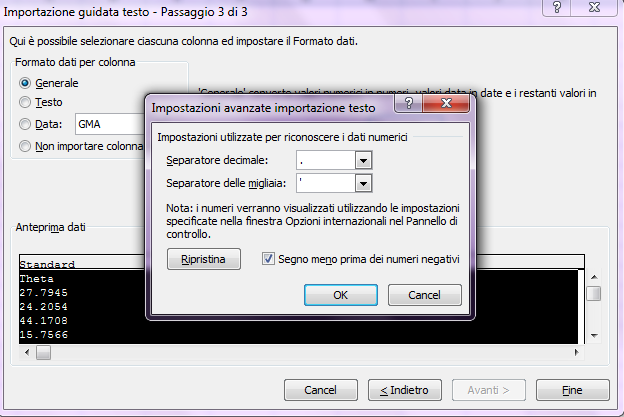 Importazione guidata testo - Passaggio 3 di 3
Qui è possibile selezionare ciascuna colonna ed impostare il Formato dati.
Formato dati per colonna
Generale
Testo
Data: GMA
Non importare colonna
'Generale' converte valori numerici in numeri, valori data in date e i restanti valori in
Impostazioni avanzate importazione testo
Impostazioni utilizzate per riconoscere i dati numerici
Separatore decimale: .
Separatore delle migliaia: '
Nota: i numeri verranno visualizzati utilizzando le impostazioni
specificate nella finestra Opzioni internazionali nel Pannello di
controllo.
Ripristina
Segno meno prima dei numeri negativi
OK
Cancel
Anteprima dati
Standard
Theta
27.7945
24.2054
44.1708
15.7566
Cancel
< Indietro
Avanti >
Fine